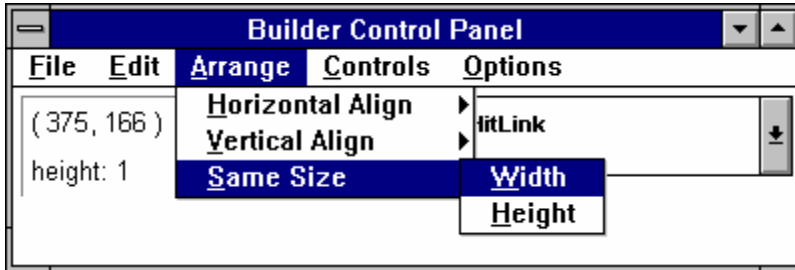 Builder Control Panel
File Edit Arrange Controls Options
Horizontal Align
( 375, 166 )
Vertical Align
height: 1
Same Size
Width
Height